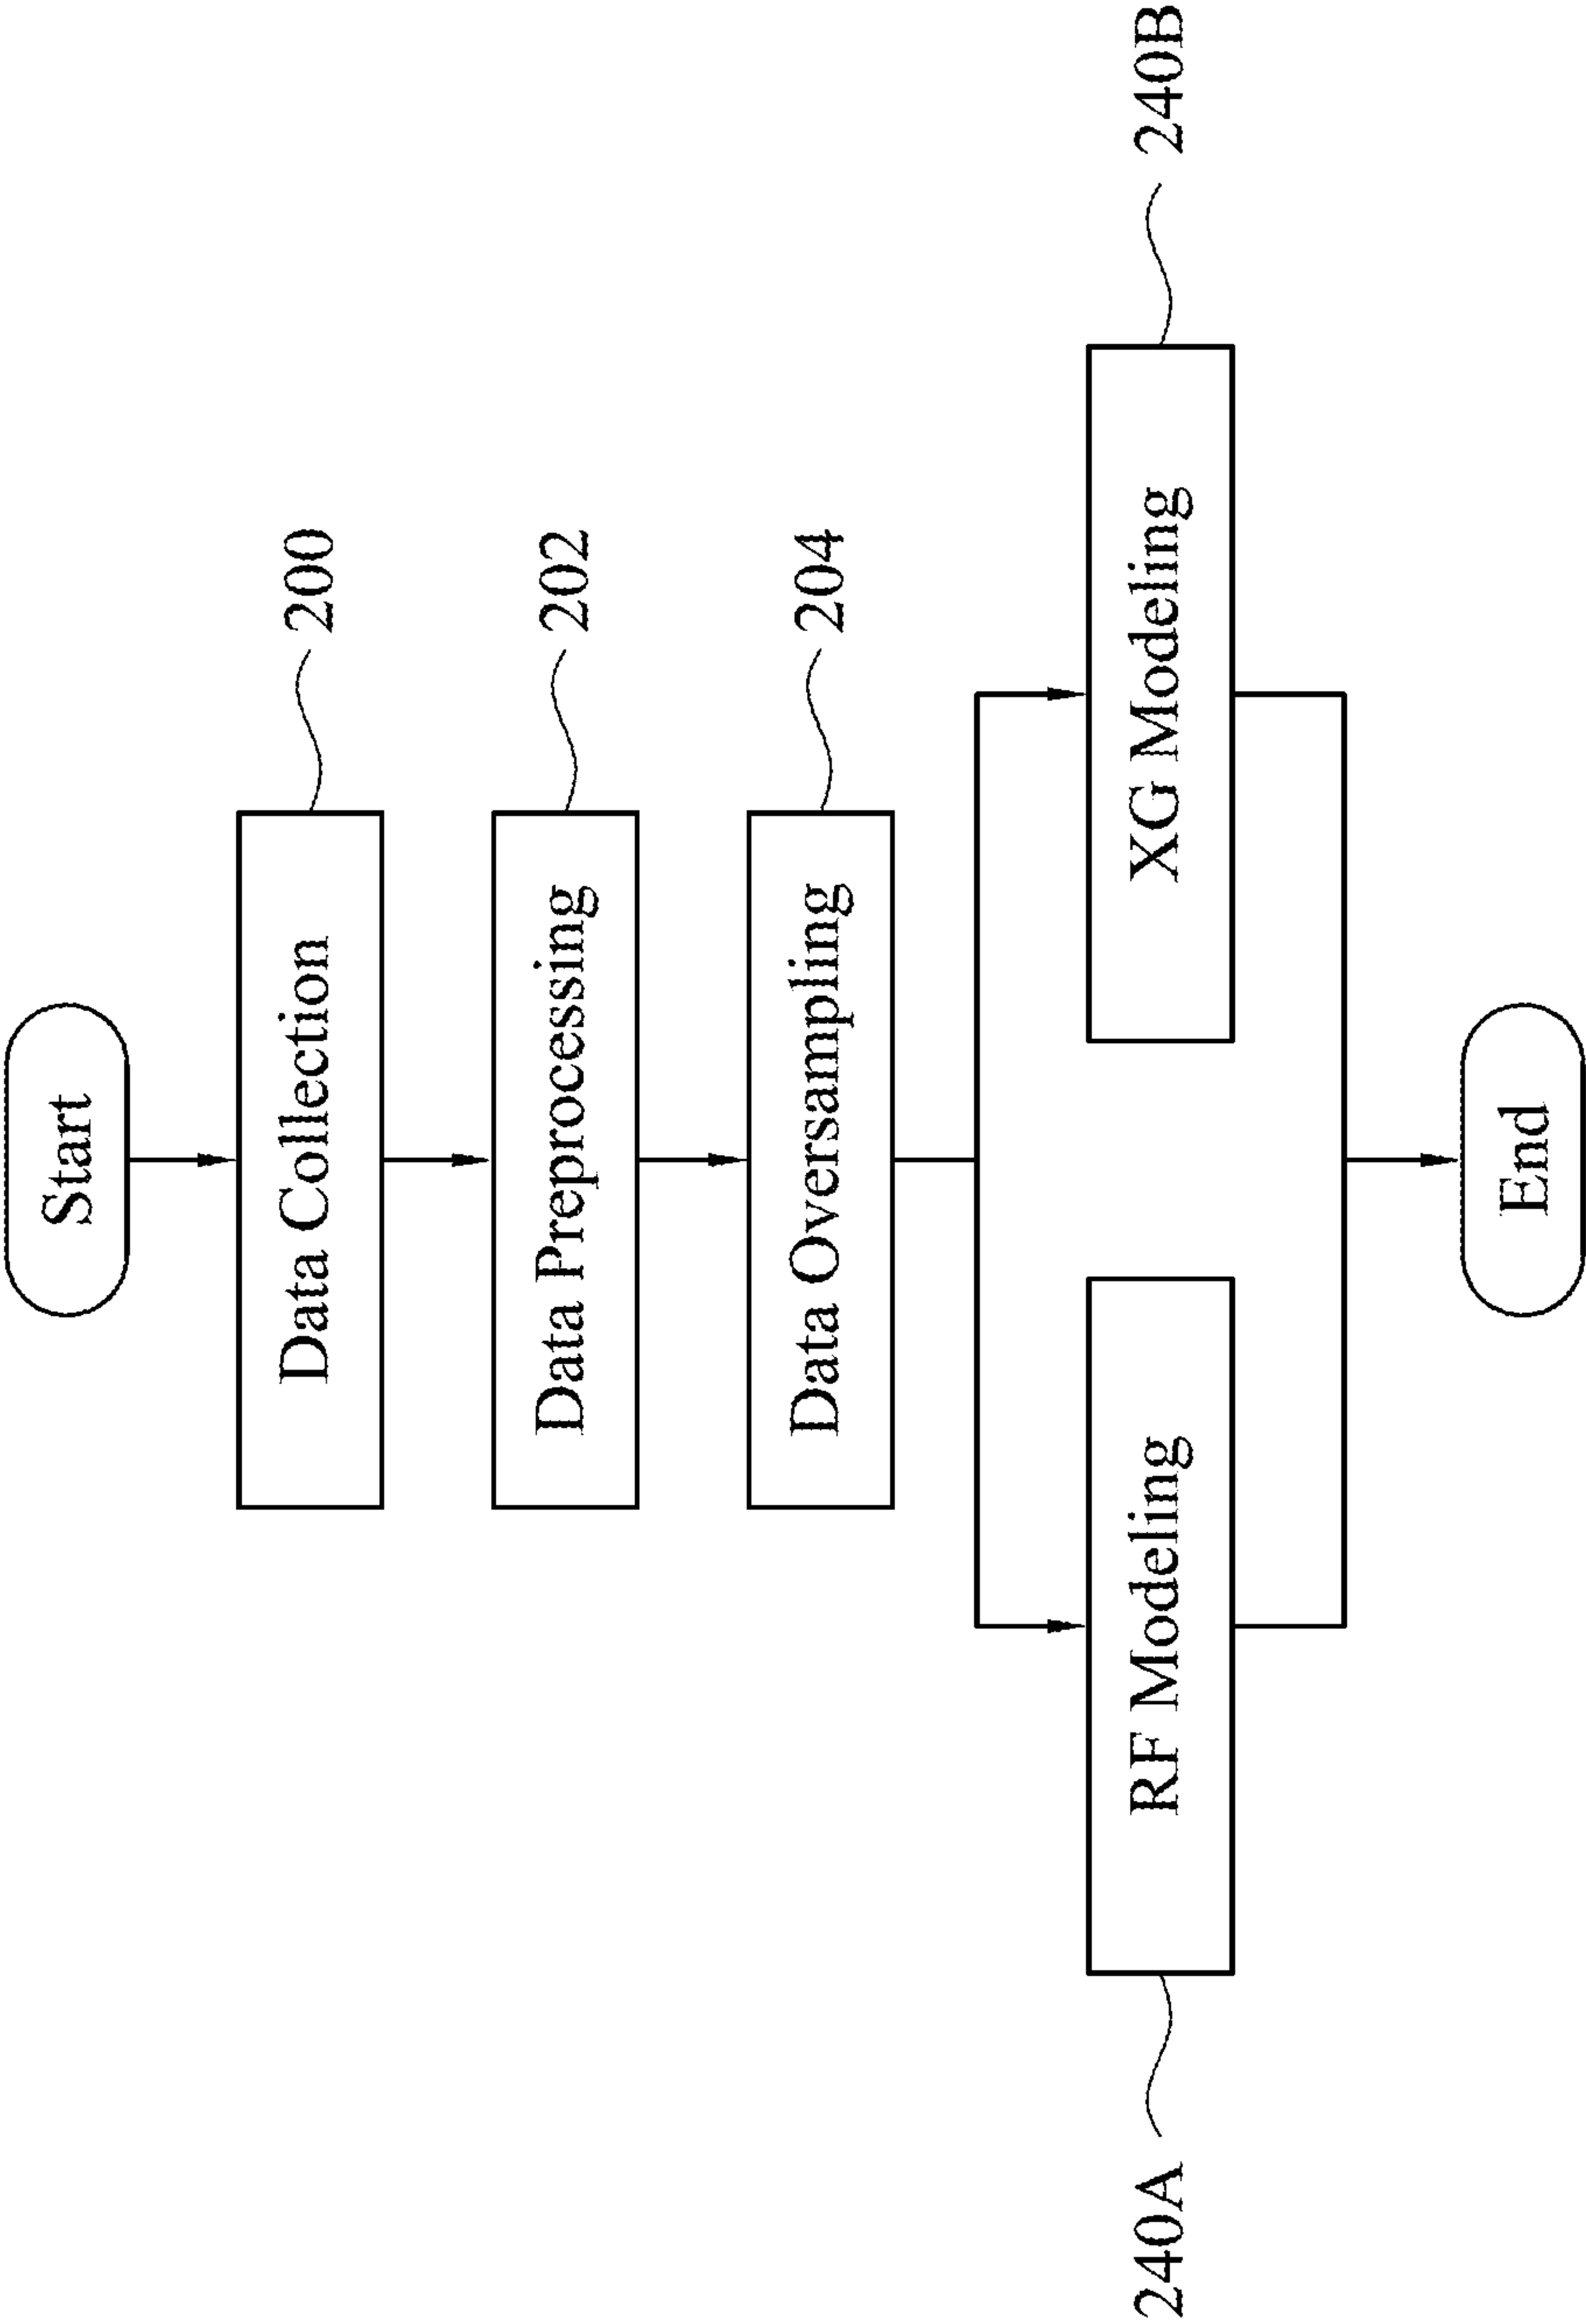 Start
Data Collection
200
Data Preprocessing
202
Data Oversampling
204
240A
RF Modeling
XG Modeling
240B
End